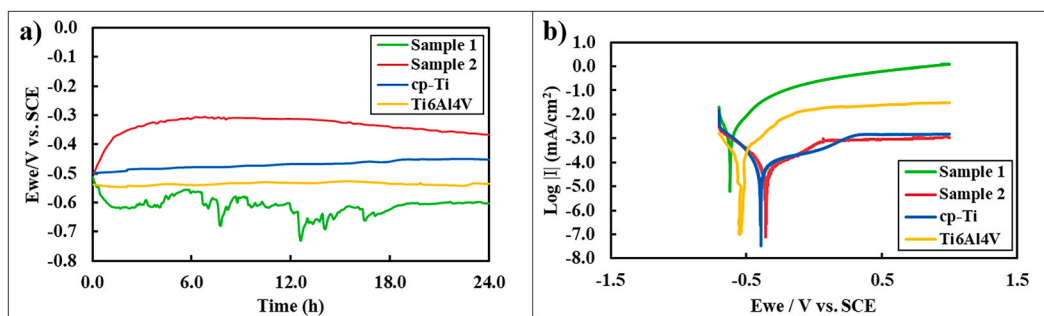 a)
0.0
-0.1
-0.2
-0.3
-0.4
-0.5
-0.6
-0.7
-0.8
Ewe/V vs. SCE
Sample 1
Sample 2
cp-Ti
Ti6Al4V
0.0 6.0 12.0 18.0 24.0
Time (h)
b)
1.0
0.0
-1.0
-2.0
-3.0
-4.0
-5.0
-6.0
-7.0
-8.0
Log |I| (mA/cm²)
Sample 1
Sample 2
cp-Ti
Ti6Al4V
-1.5 -0.5 0.5 1.5
Ewe / V vs. SCE